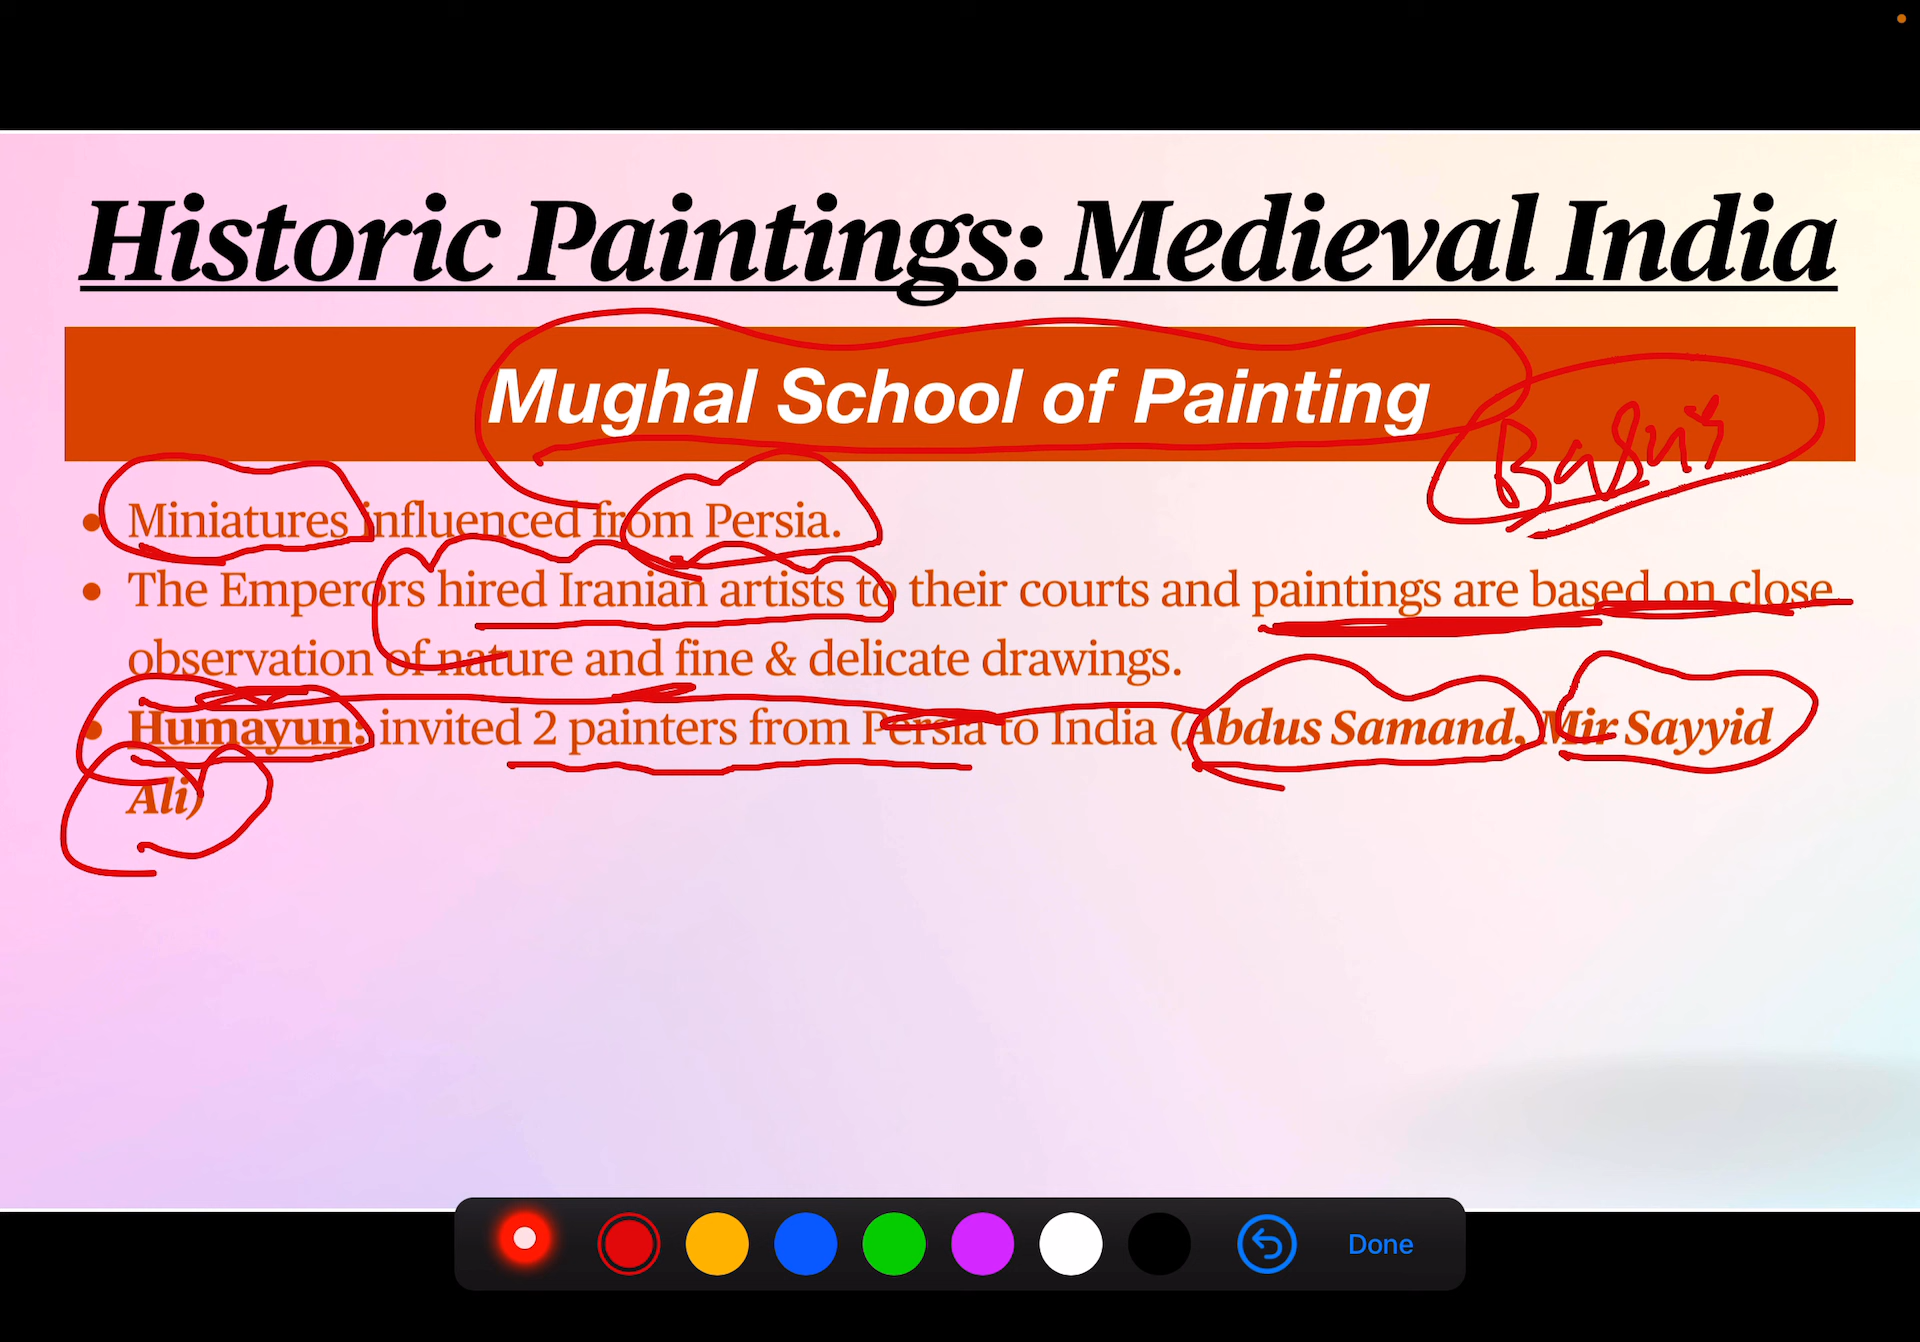 Historic Paintings: Medieval India
Mughal School of Painting
• Miniatures influenced from Persia.
• The Emperors hired Iranian artists to their courts and paintings are based on close
observation of nature and fine & delicate drawings.
• Humayun: invited 2 painters from Persia to India (Abdus Samand, Mir Sayyid
Ali)
Done